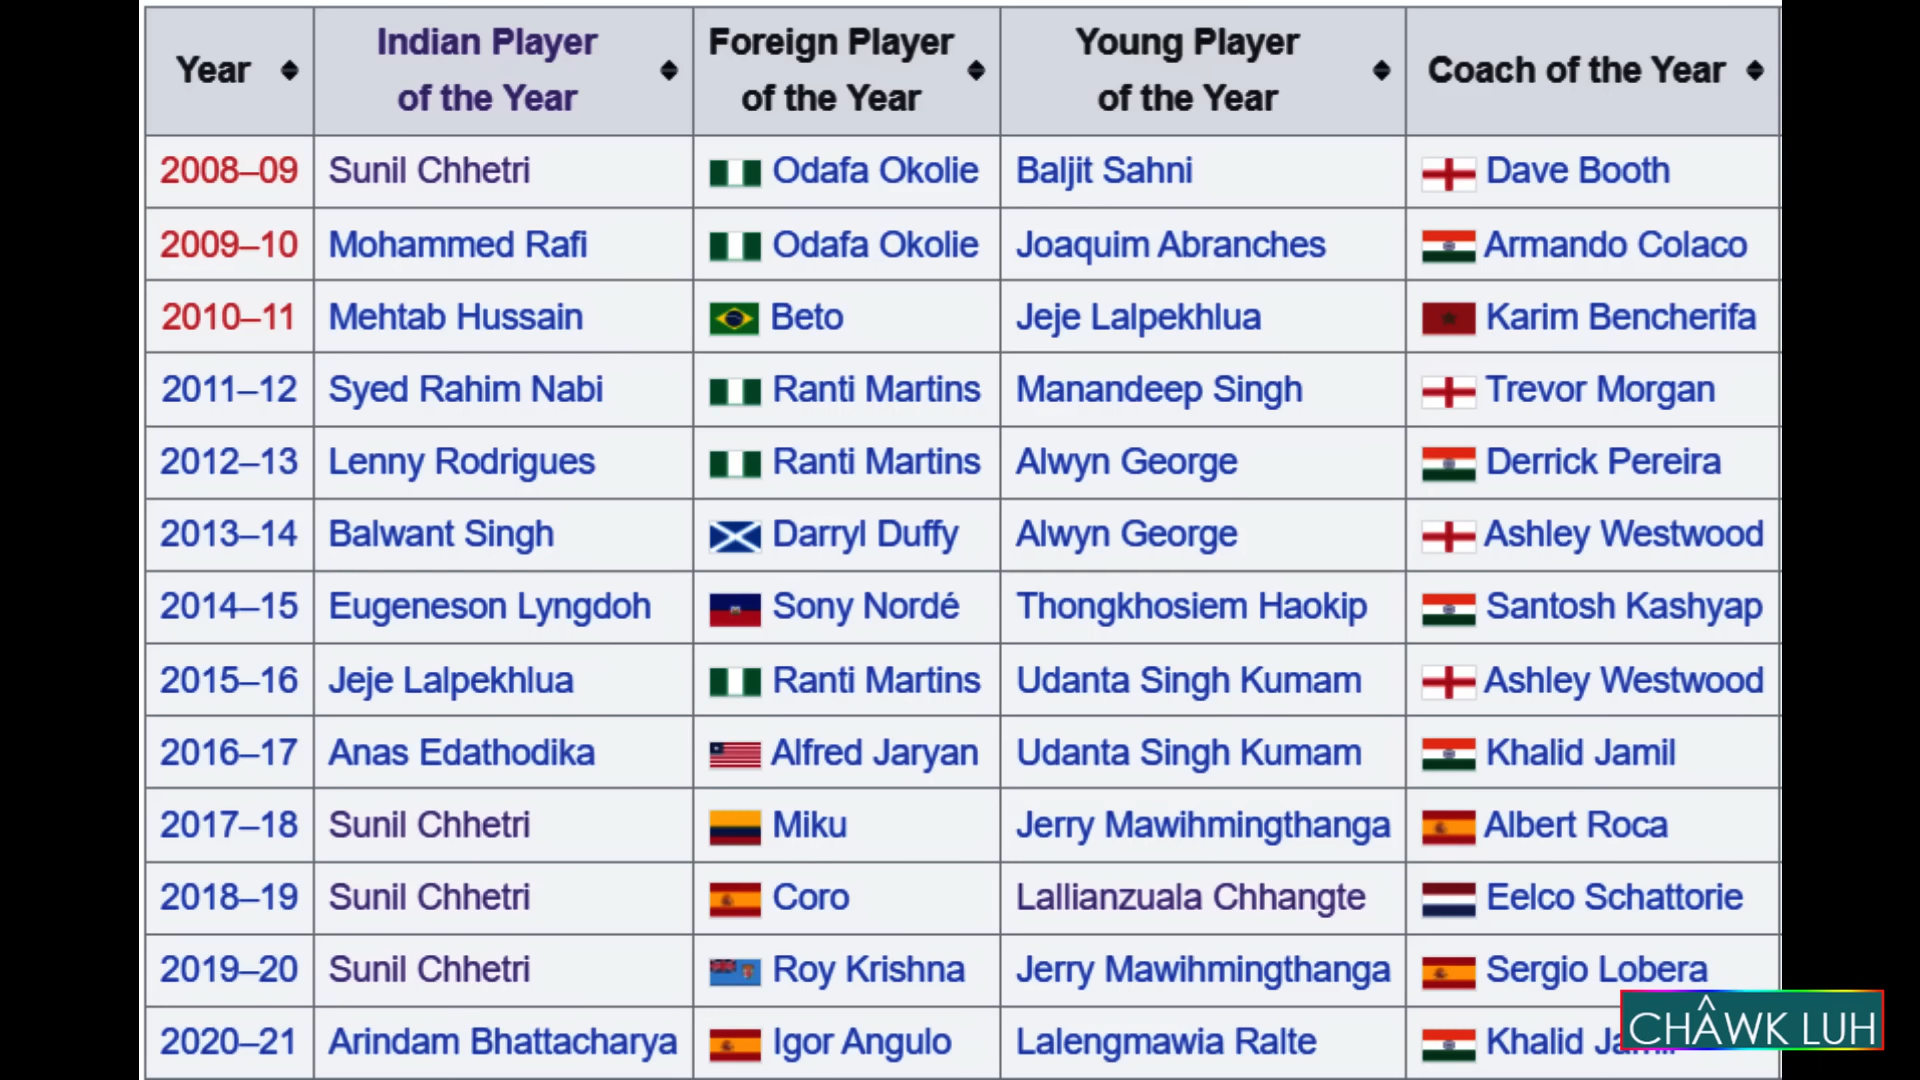 Year Indian Player of the Year Foreign Player of the Year Young Player of the Year Coach of the Year
2008–09 Sunil Chhetri Odafa Okolie Baljit Sahni Dave Booth
2009–10 Mohammed Rafi Odafa Okolie Joaquim Abranches Armando Colaco
2010–11 Mehtab Hussain Beto Jeje Lalpekhlua Karim Bencherifa
2011–12 Syed Rahim Nabi Ranti Martins Manandeep Singh Trevor Morgan
2012–13 Lenny Rodrigues Ranti Martins Alwyn George Derrick Pereira
2013–14 Balwant Singh Darryl Duffy Alwyn George Ashley Westwood
2014–15 Eugeneson Lyngdoh Sony Nordé Thongkhosiem Haokip Santosh Kashyap
2015–16 Jeje Lalpekhlua Ranti Martins Udanta Singh Kumam Ashley Westwood
2016–17 Anas Edathodika Alfred Jaryan Udanta Singh Kumam Khalid Jamil
2017–18 Sunil Chhetri Miku Jerry Mawihmingthanga Albert Roca
2018–19 Sunil Chhetri Coro Lallianzuala Chhangte Eelco Schattorie
2019–20 Sunil Chhetri Roy Krishna Jerry Mawihmingthanga Sergio Lobera
2020–21 Arindam Bhattacharya Igor Angulo Lalengmawia Ralte Khalid Jamil
CHÂWK LUH